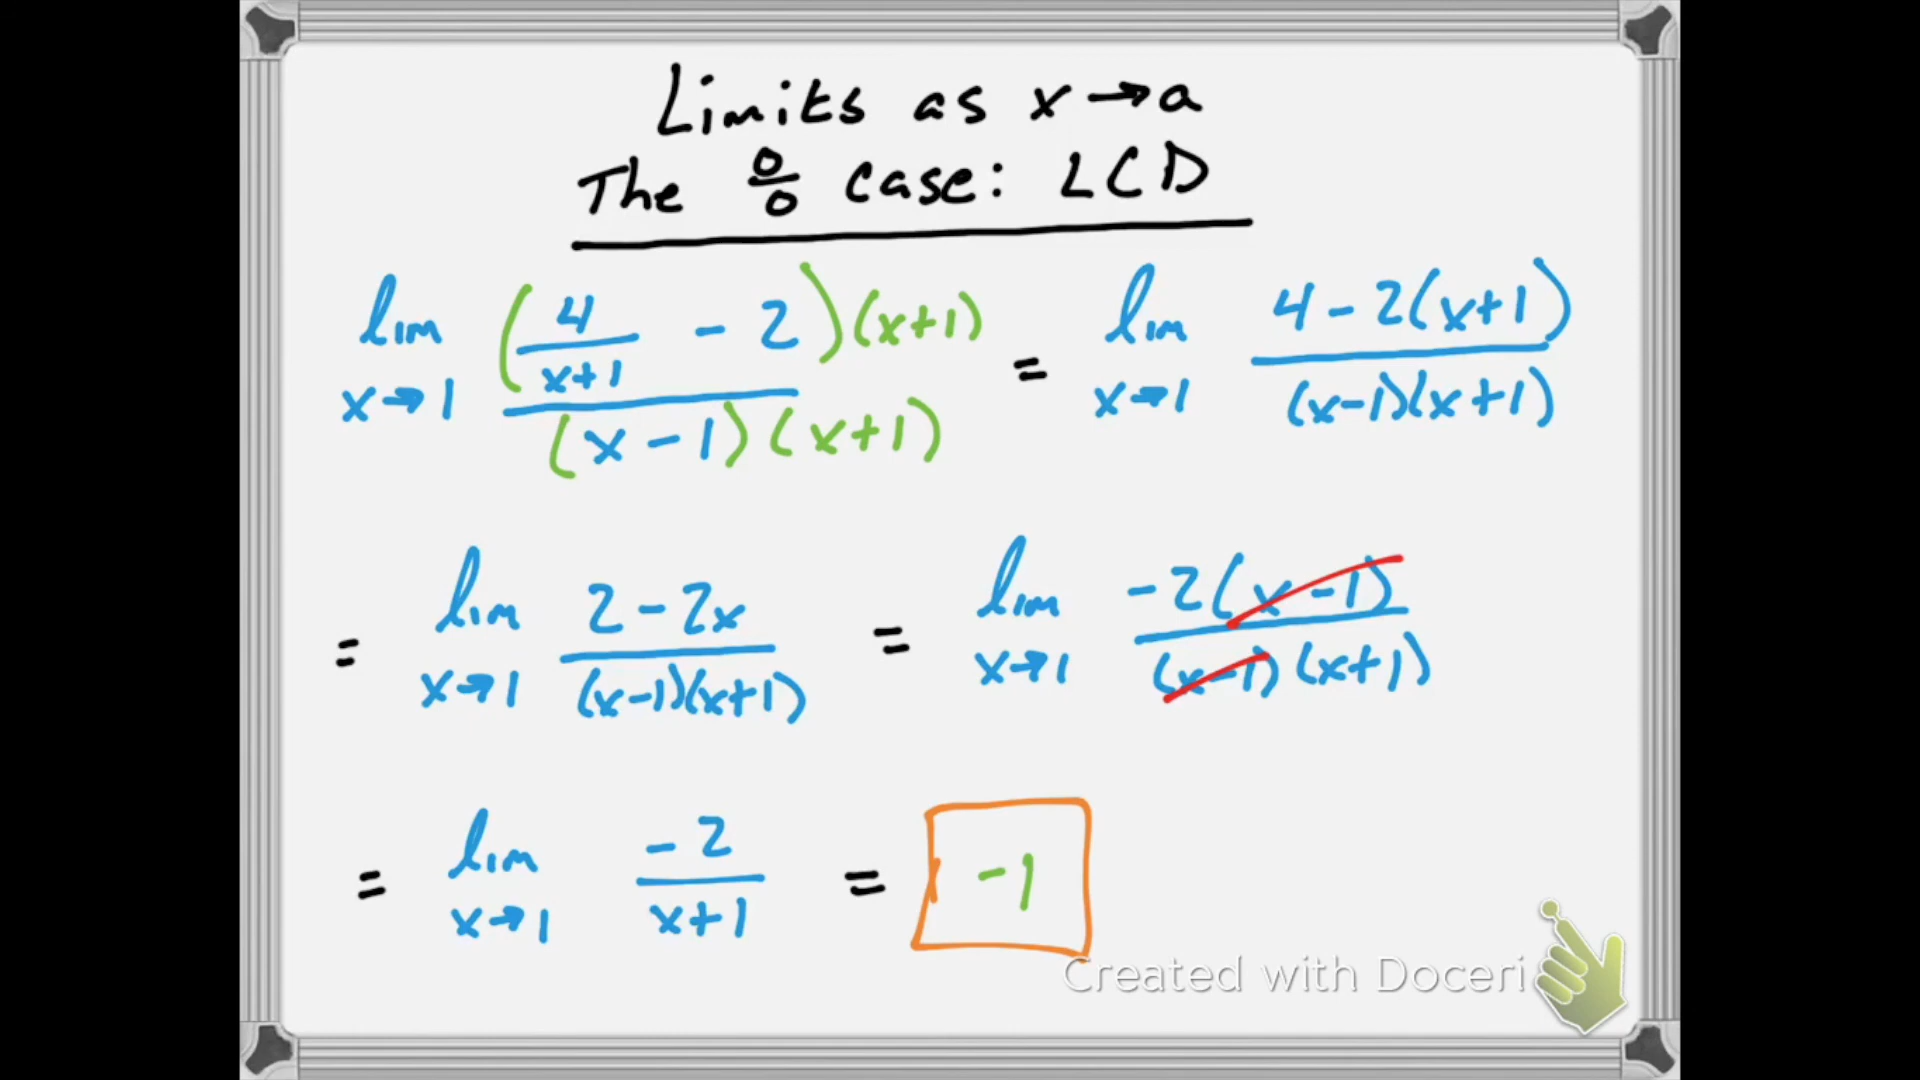 Limits as x→a
The 0/0 case: LCD
lim x→1 (4/(x+1) - 2)(x+1) / (x-1)(x+1) = lim x→1 4-2(x+1) / (x-1)(x+1)
= lim x→1 2-2x / (x-1)(x+1) = lim x→1 -2(x-1) / (x-1)(x+1)
= lim x→1 -2 / x+1 = -1
Created with Doceri